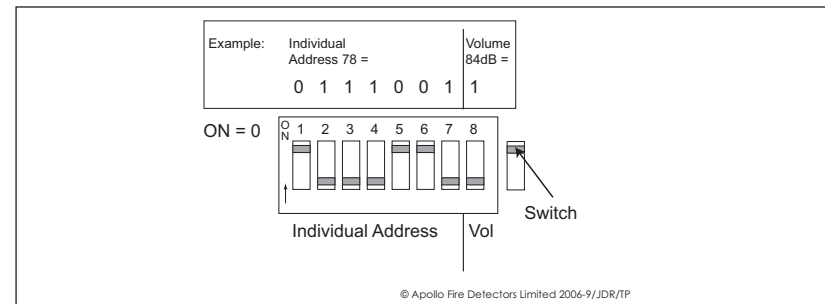 Example: Individual Volume
Address 78 = 84dB =
0 1 1 1 0 0 1 1
ON = 0
ON 1 2 3 4 5 6 7 8
Switch
Individual Address Vol
© Apollo Fire Detectors Limited 2006-9/JDR/TP